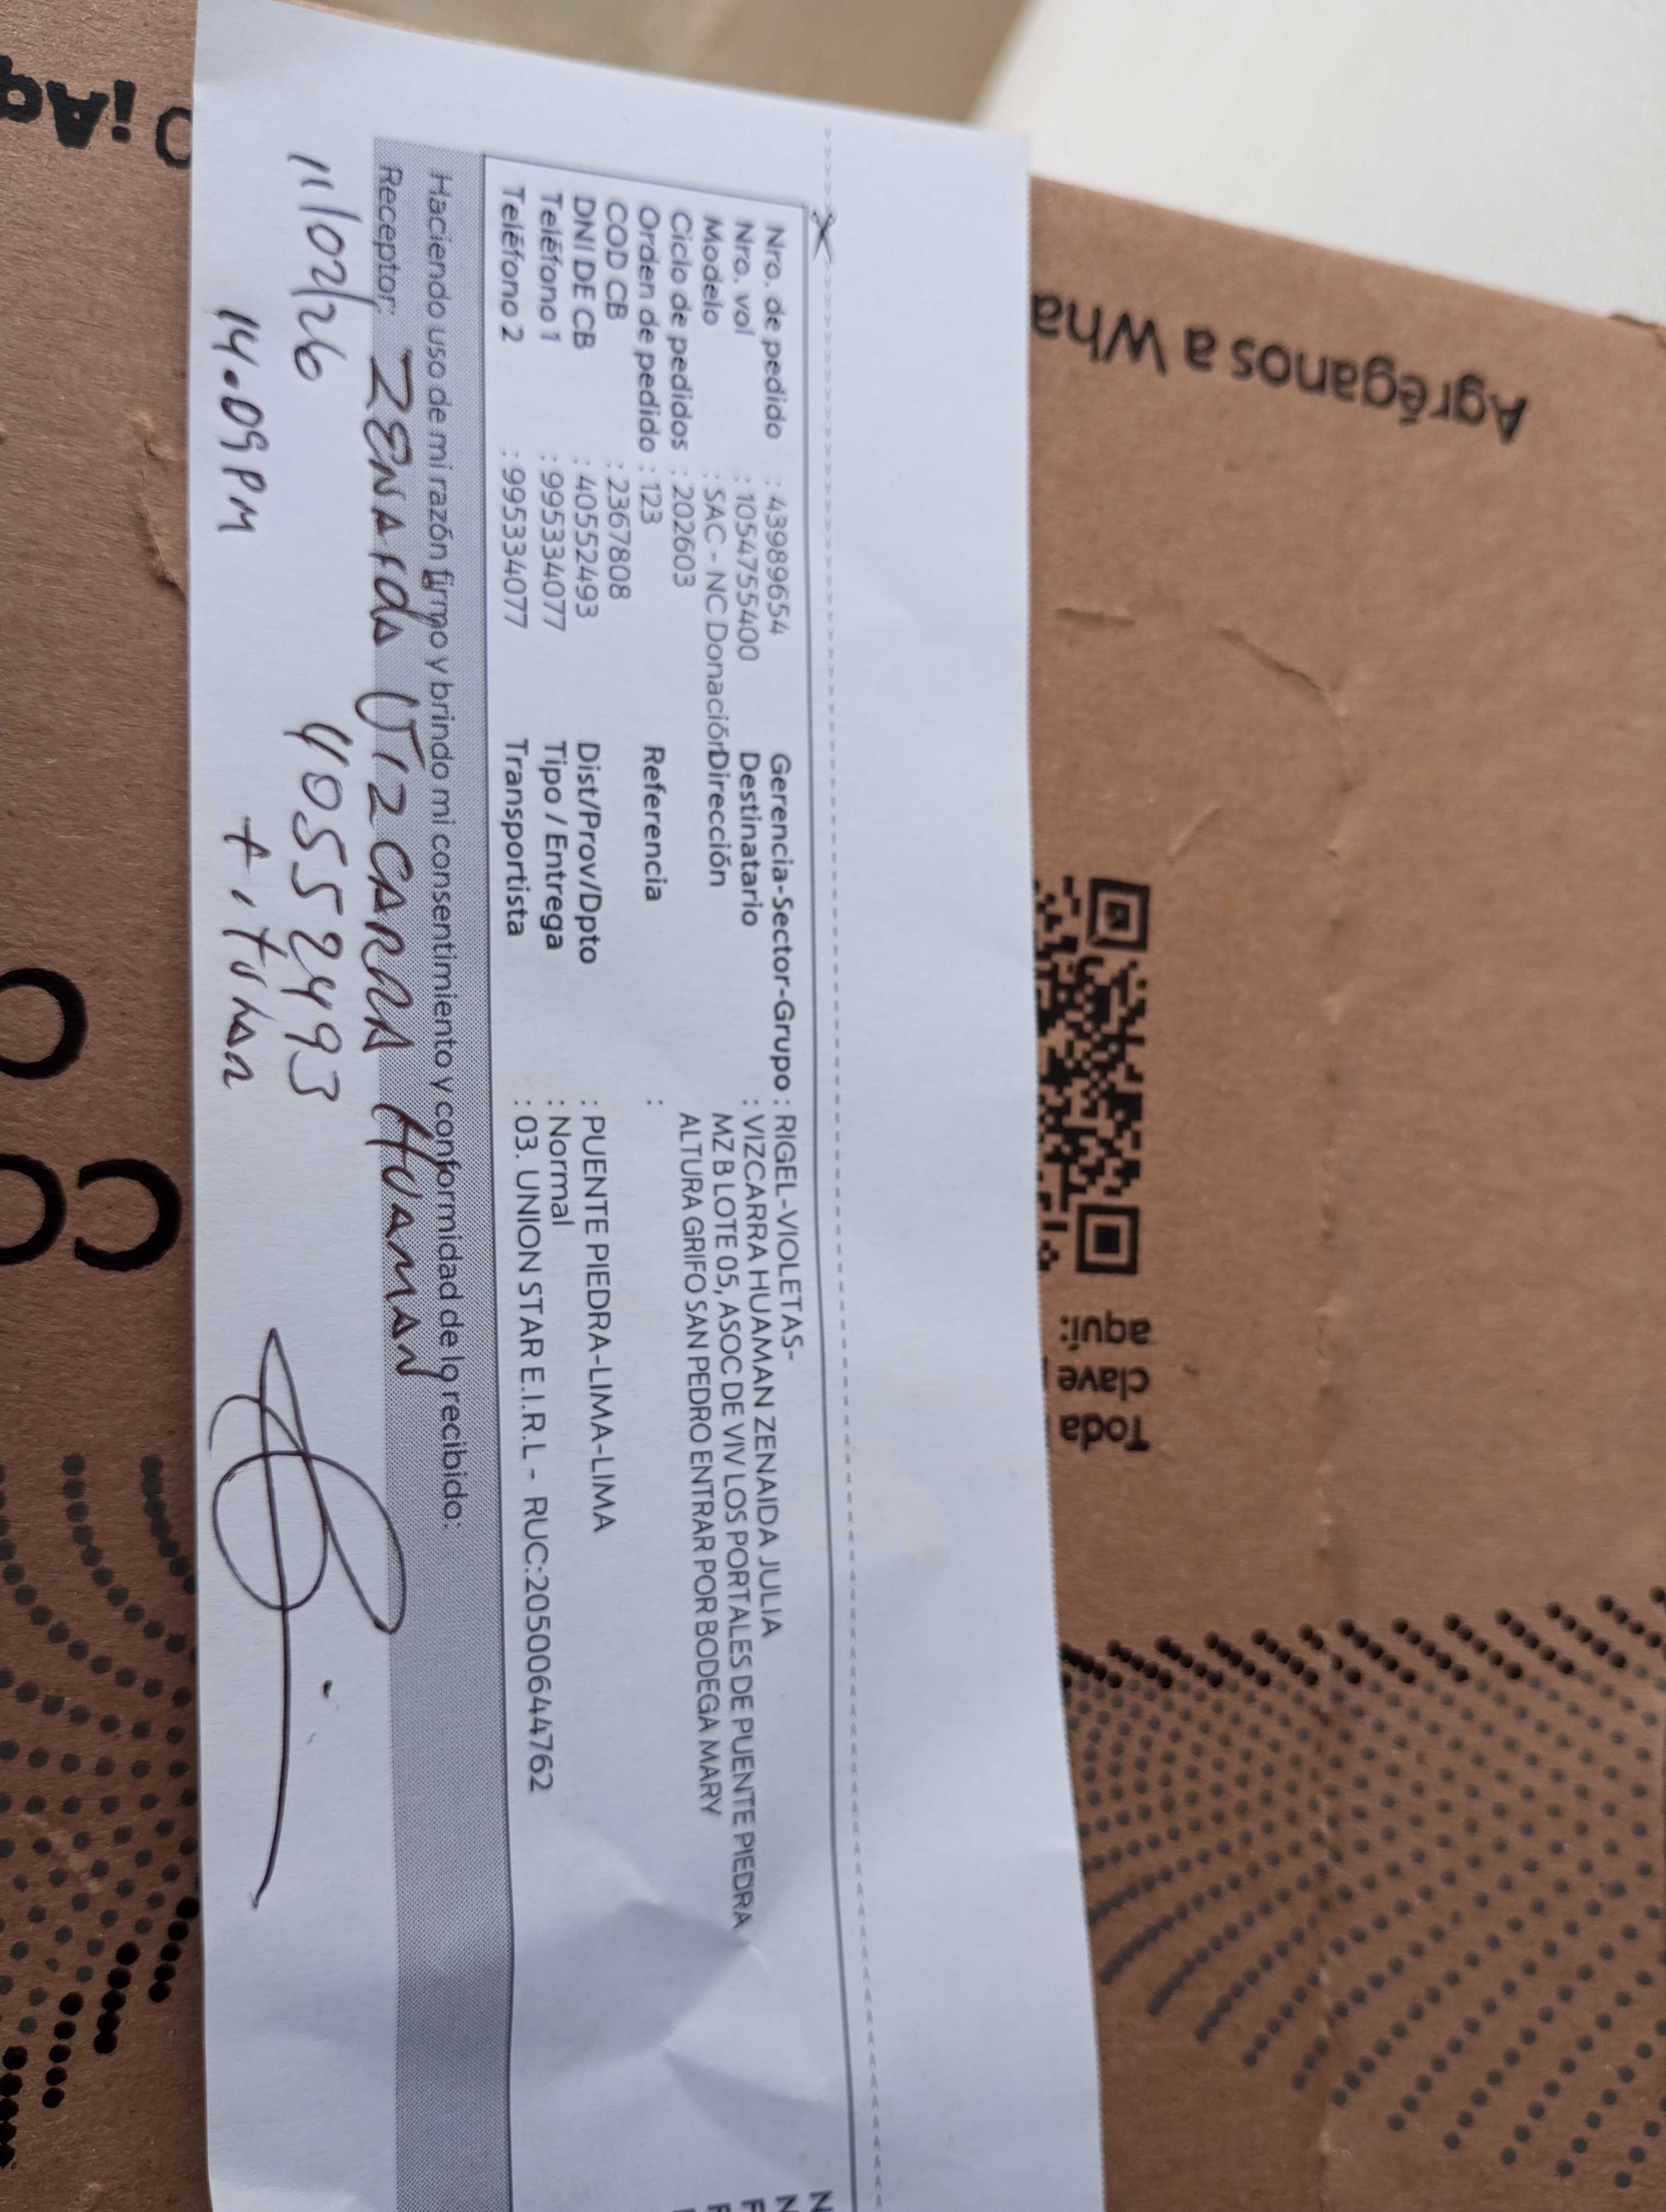 Nro. de pedido : 43989654 Gerencia-Sector-Grupo : RIGEL-VIOLETAS-
Nro. vol : 1054755400 Destinatario : VIZCARRA HUAMAN ZENAIDA JULIA
Modelo : SAC - NC Donación Dirección MZ B LOTE 05, ASOC DE VIV LOS PORTALES DE PUENTE PIEDRA
Ciclo de pedidos : 202603 ALTURA GRIFO SAN PEDRO ENTRAR POR BODEGA MARY
Orden de pedido : 123 Referencia :
COD CB : 2367808
DNI DE CB : 40552493 Dist/Prov/Dpto : PUENTE PIEDRA-LIMA-LIMA
Teléfono 1 : 995334077 Tipo / Entrega : Normal
Teléfono 2 : 995334077 Transportista : 03. UNION STAR E.I.R.L - RUC:20500644762
Haciendo uso de mi razón firmo y brindo mi consentimiento y conformidad de lo recibido:
Receptor: ZENAIDA VIZCARRA HUAMAN
11/02/26 40552493
14.09PM titular
Agréganos a Wha
Toda
clave
aquí: